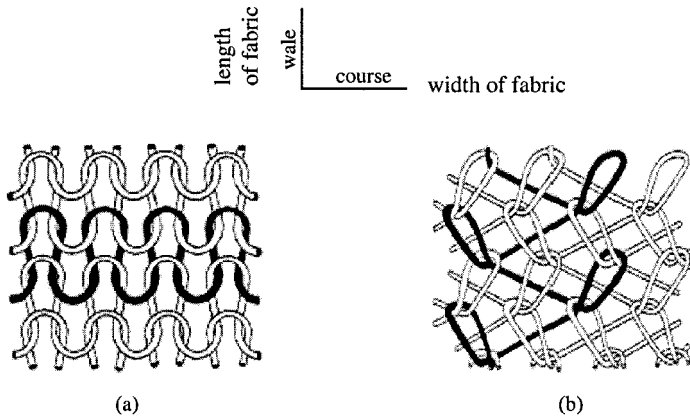 length
of fabric
wale
course
width of fabric
(a)
(b)